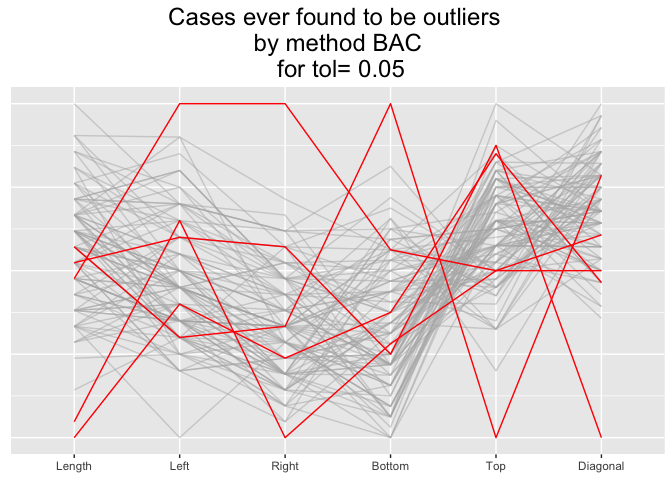 Cases ever found to be outliers
by method BAC
for tol= 0.05
Length Left Right Bottom Top Diagonal